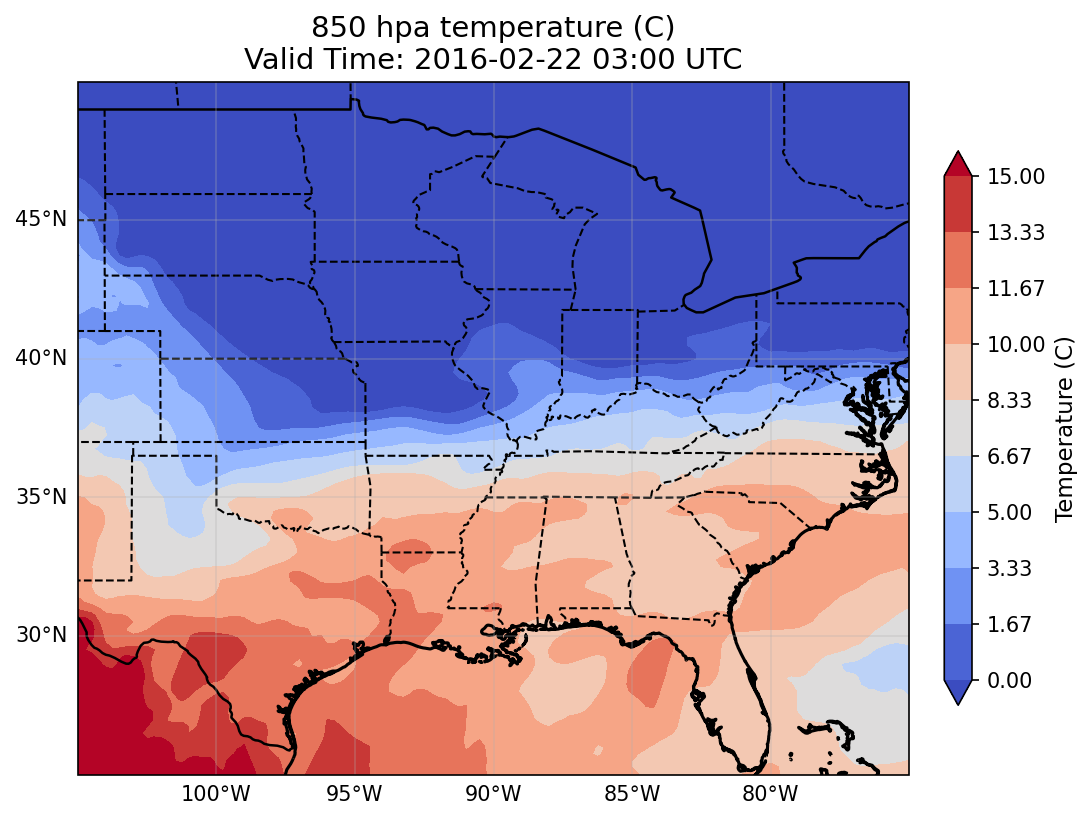 850 hpa temperature (C)
Valid Time: 2016-02-22 03:00 UTC
45°N
40°N
35°N
30°N
100°W
95°W
90°W
85°W
80°W
15.00
13.33
11.67
10.00
8.33
6.67
5.00
3.33
1.67
0.00
Temperature (C)